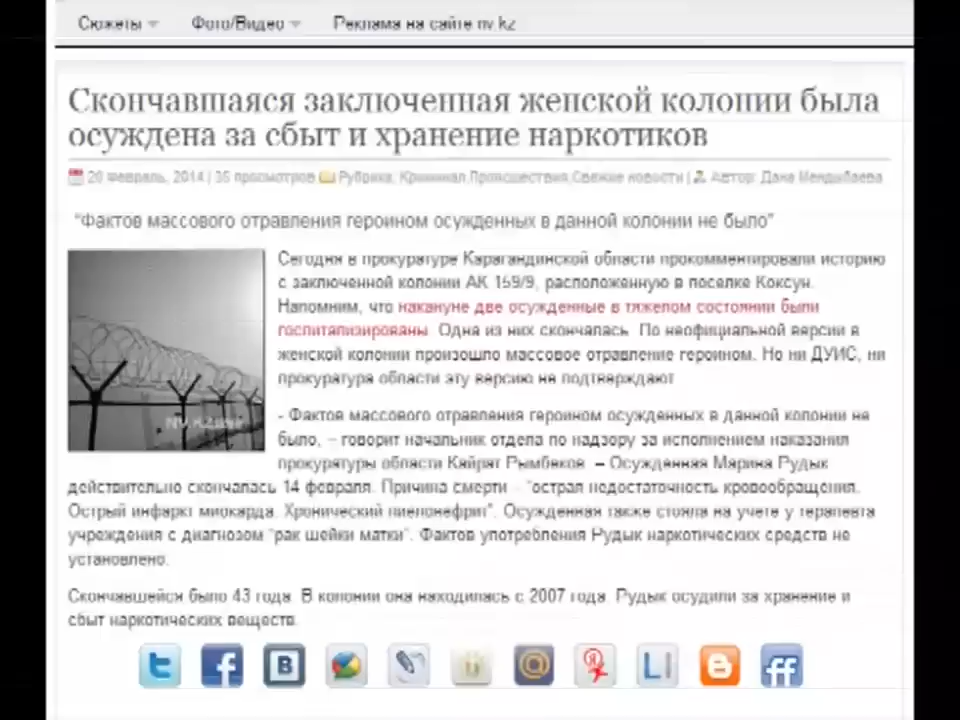 Сюжеты Фото/Видео Реклама на сайте nv.kz
Скончавшаяся заключенная женской колонии была
осуждена за сбыт и хранение наркотиков
20 Февраль, 2014 | 36 просмотров Рубрика: Криминал,Происшествия,Свежие новости | Автор: Дана
"Фактов массового отравления героином осужденных в данной колонии не было"
Сегодня в прокуратуре Карагандинской области прокомментировали историю
с заключенной колонии АК 159/9, расположенную в поселке Коксун.
Напомним, что накануне две осужденные в тяжелом состоянии были
госпитализированы. Одна из них скончалась. По неофициальной версии в
женской колонии произошло массовое отравление героином. Но ни ДУИС, ни
прокуратура области эту версию не подтверждают.
- Фактов массового отравления героином осужденных в данной колонии не
было, – говорит начальник отдела по надзору за исполнением наказания
прокуратуры области Кайрат Рымбеков. – Осужденная Марина Рудык
действительно скончалась 14 февраля. Причина смерти - "острая недостаточность кровообращения.
Острый инфаркт миокарда. Хронический пиелонефрит". Осужденная также стояла на учете у терапевта
учреждения с диагнозом "рак шейки матки". Фактов употребления Рудык наркотических средств не
установлено.
Скончавшейся было 43 года. В колонии она находилась с 2007 года. Рудык осудили за хранение и
сбыт наркотических веществ.